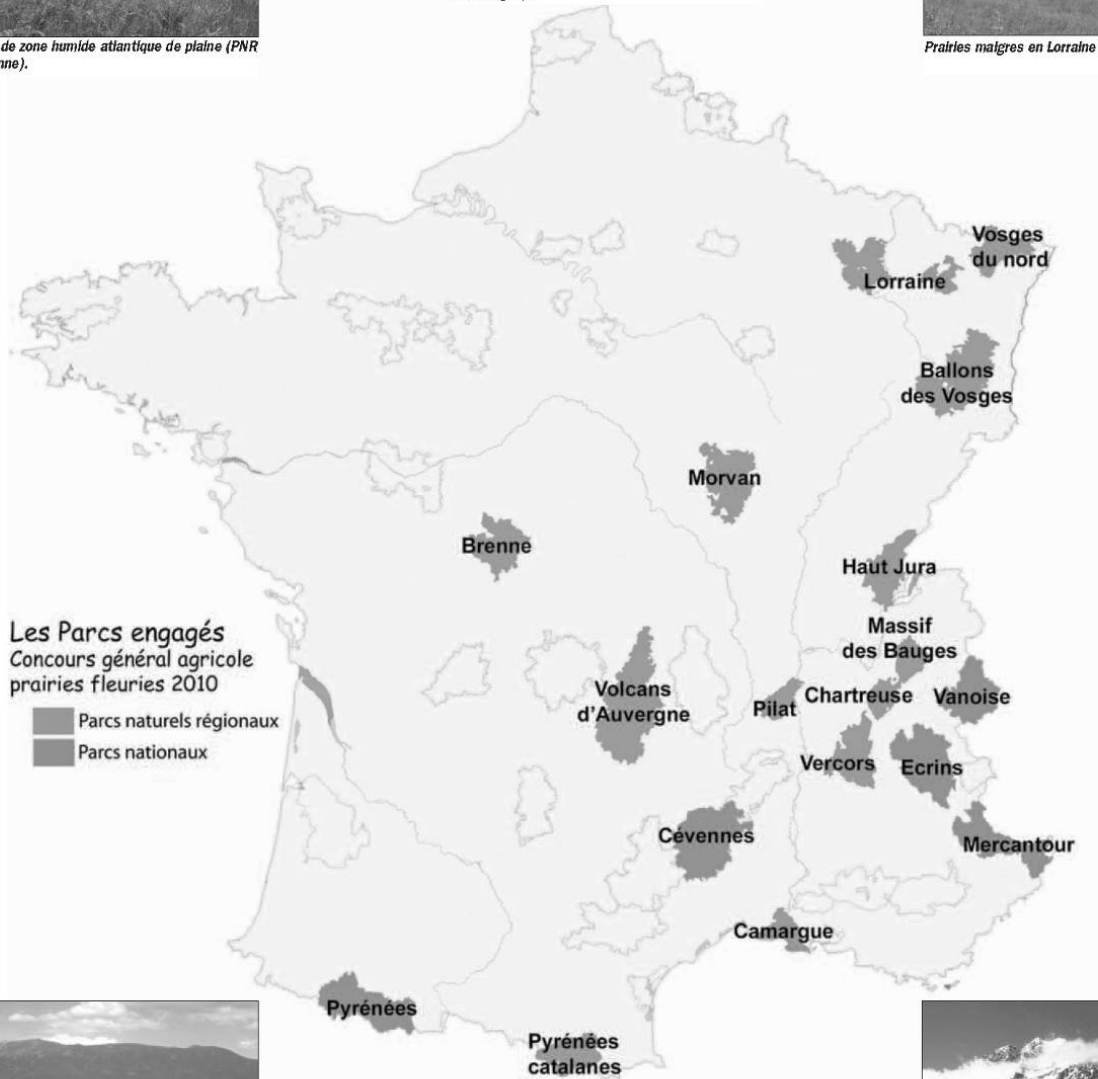 de zone humide atlantique de plaine (PNR
nne).
Prairies maigres en Lorraine
Vosges
du nord
Lorraine
Ballons
des Vosges
Morvan
Brenne
Haut Jura
Les Parcs engagés
Concours général agricole
prairies fleuries 2010
Parcs naturels régionaux
Parcs nationaux
Massif
des Bauges
Volcans
d'Auvergne
Pilat
Chartreuse
Vanoise
Vercors
Ecrins
Cévennes
Mercantour
Camargue
Pyrénées
Pyrénées
catalanes